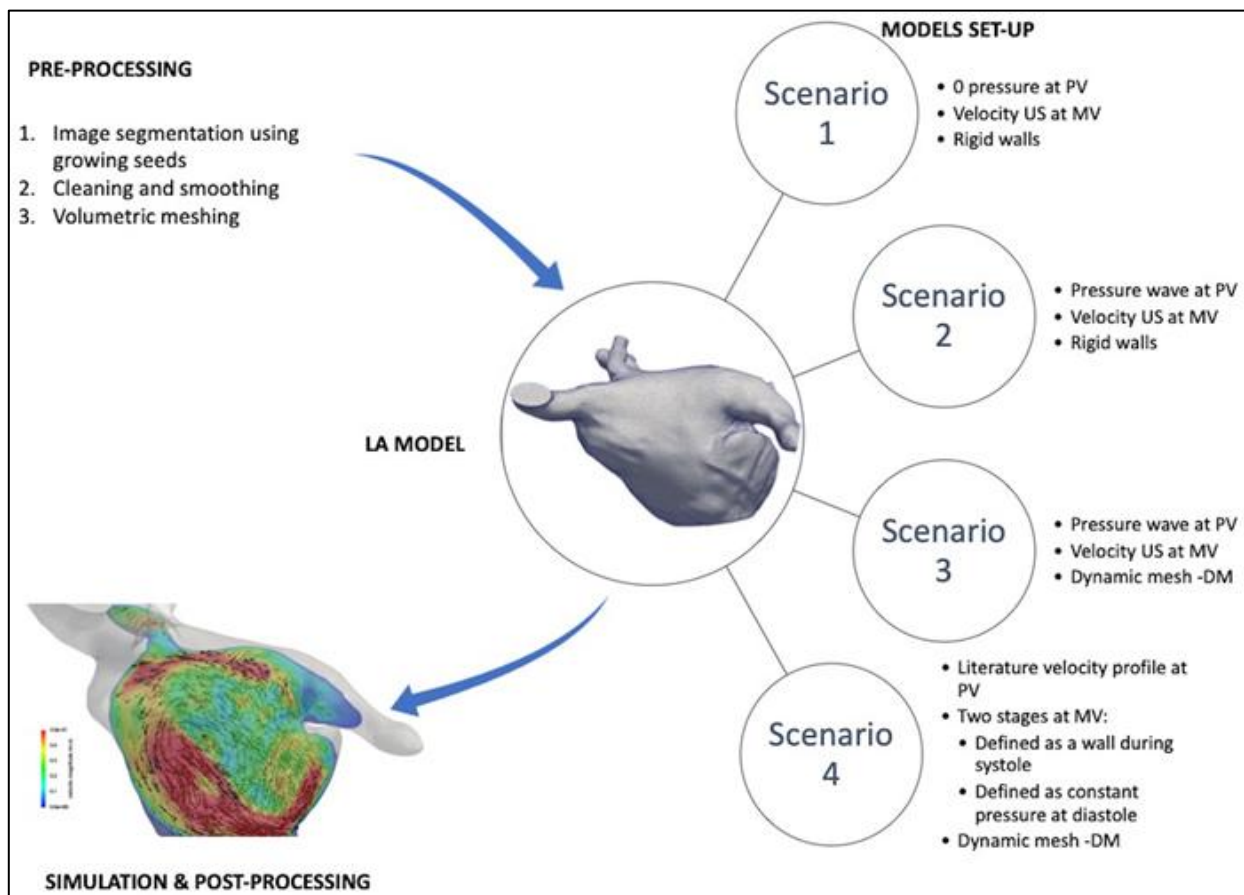 PRE-PROCESSING
1. Image segmentation using
growing seeds
2. Cleaning and smoothing
3. Volumetric meshing
MODELS SET-UP
Scenario
1
• 0 pressure at PV
• Velocity US at MV
• Rigid walls
Scenario
2
• Pressure wave at PV
• Velocity US at MV
• Rigid walls
LA MODEL
Scenario
3
• Pressure wave at PV
• Velocity US at MV
• Dynamic mesh -DM
Scenario
4
• Literature velocity profile at
PV
• Two stages at MV:
• Defined as a wall during
systole
• Defined as constant
pressure at diastole
• Dynamic mesh -DM
SIMULATION & POST-PROCESSING